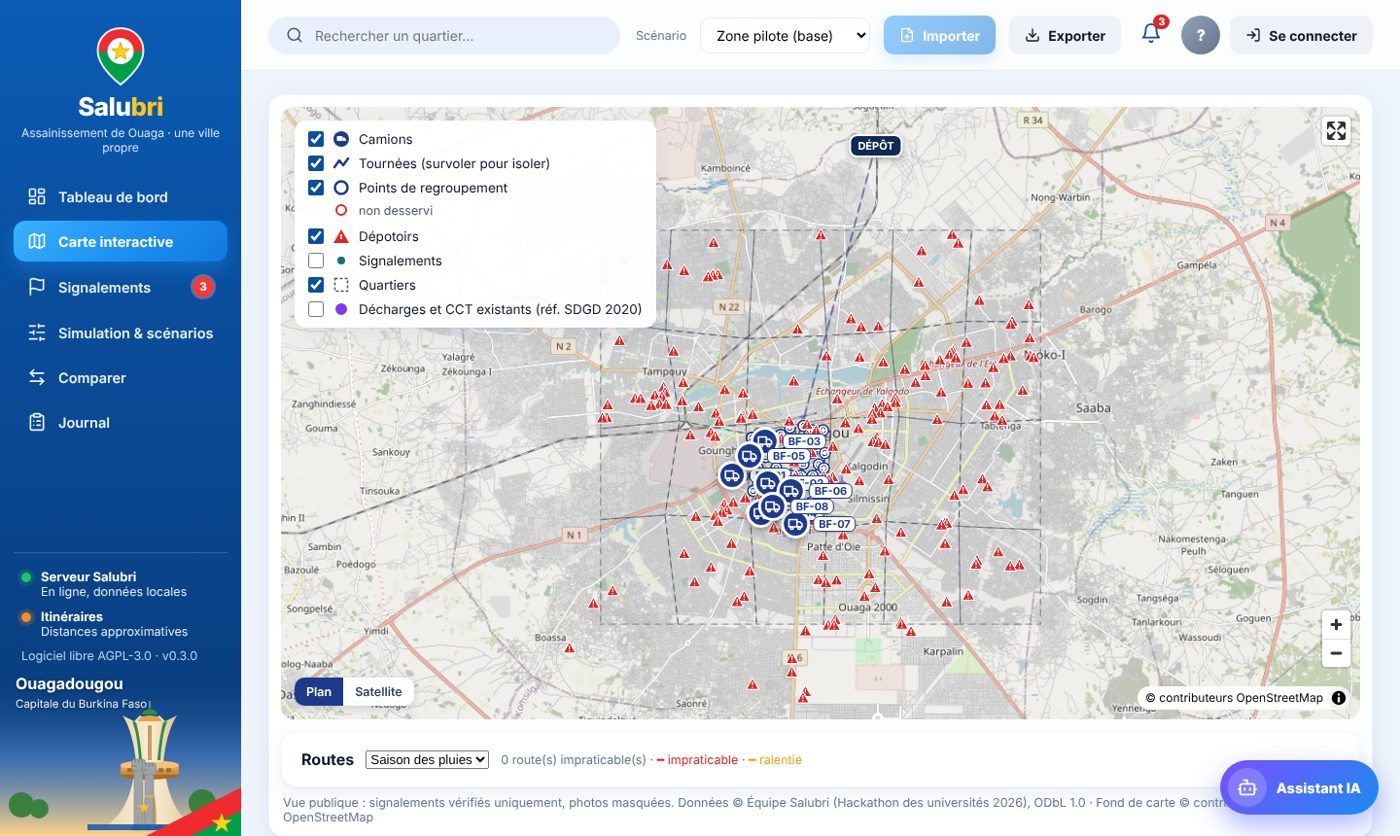 Salubri
Assainissement de Ouaga · une ville
propre
Tableau de bord
Carte interactive
Signalements
3
Simulation & scénarios
Comparer
Journal
Serveur Salubri
En ligne, données locales
Itinéraires
Distances approximatives
Logiciel libre AGPL-3.0 · v0.3.0
Ouagadougou
Capitale du Burkina Faso
Rechercher un quartier...
Scénario
Zone pilote (base)
Importer
Exporter
3
?
Se connecter
Camions
Tournées (survoler pour isoler)
Points de regroupement
non desservi
Dépotoirs
Signalements
Quartiers
Décharges et CCT existants (réf. SDGD 2020)
DÉPÔT
R 34
Kamboincé
Nong-Warbin
N 4
Gampéla
N 22
Barogo
N 2
Yalagré
Zékounga
Zékounga I
Tampouy
Échangeur de Yalgado
Zanghindiessé
Gouma
Saaba
Sankouy
BF-03
BF-05
Zaken
Tinsouka
BF-06
Tanguen
BF-08
BF-07
N 1
Sambin
Patte d'Oie
Nakomestenga
Peulh
Bazoulé
Poédogo
Séloguen
Songpelsé
Ouaga 2000
Sogdin
Tangséga
Goguen
Yimdi
Tanlarkouri
Boassa
Wassoudi
Karpalin
Saonré
Plan
Satellite
+
−
© contributeurs OpenStreetMap
Routes
Saison des pluies
0 route(s) impraticable(s) · impraticable · ralentie
Vue publique : signalements vérifiés uniquement, photos masquées. Données © Équipe Salubri (Hackathon des universités 2026), ODbL 1.0 · Fond de carte ©
OpenStreetMap
Assistant IA